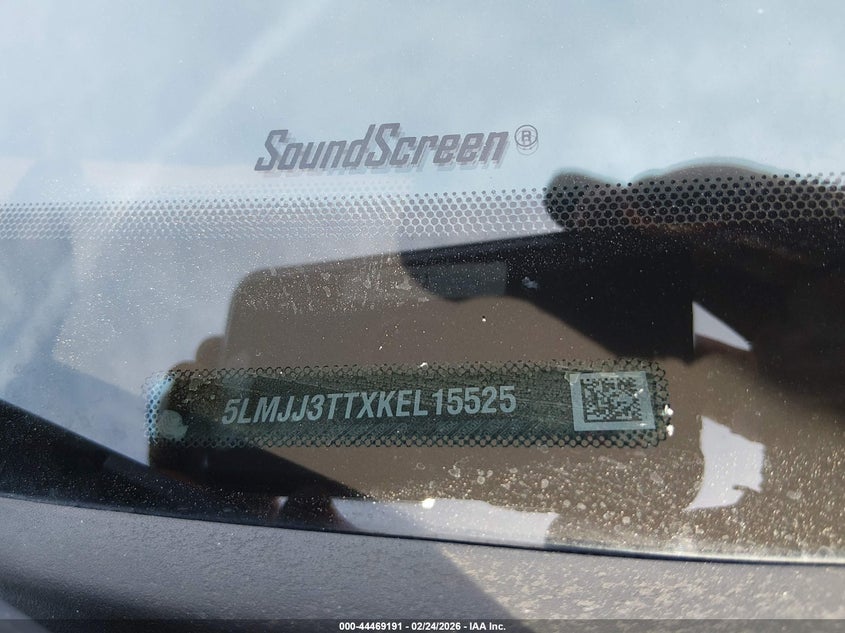 SoundScreen®
5LMJJ3TTXKEL15525
000-44469191 - 02/24/2026 - IAA Inc.